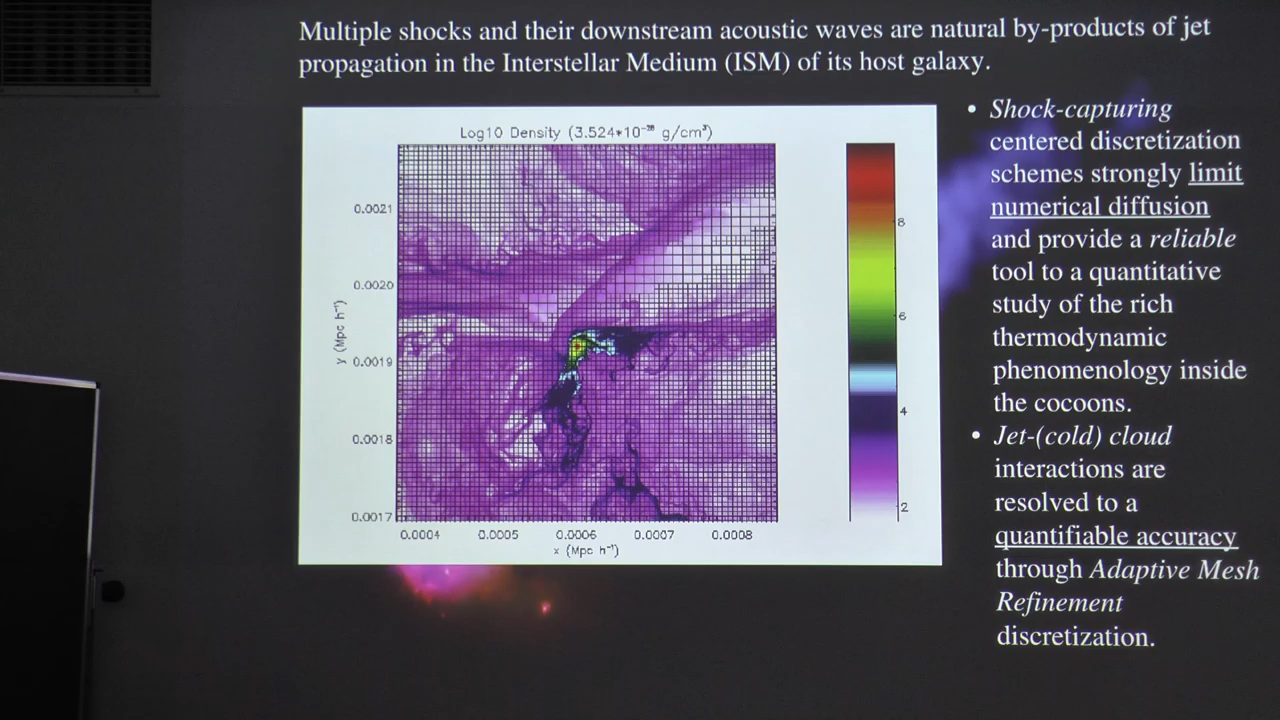 Multiple shocks and their downstream acoustic waves are natural by-products of jet
propagation in the Interstellar Medium (ISM) of its host galaxy.
Log10 Density (3.524*10 g/cm³)
0.0021
0.0020
0.0019
0.0018
0.0017
y (Mpc h⁻¹)
0.0004 0.0005 0.0006 0.0007 0.0008
x (Mpc h⁻¹)
8
6
4
2
• Shock-capturing
centered discretization
schemes strongly limit
numerical diffusion
and provide a reliable
tool to a quantitative
study of the rich
thermodynamic
phenomenology inside
the cocoons.
• Jet-(cold) cloud
interactions are
resolved to a
quantifiable accuracy
through Adaptive Mesh
Refinement
discretization.